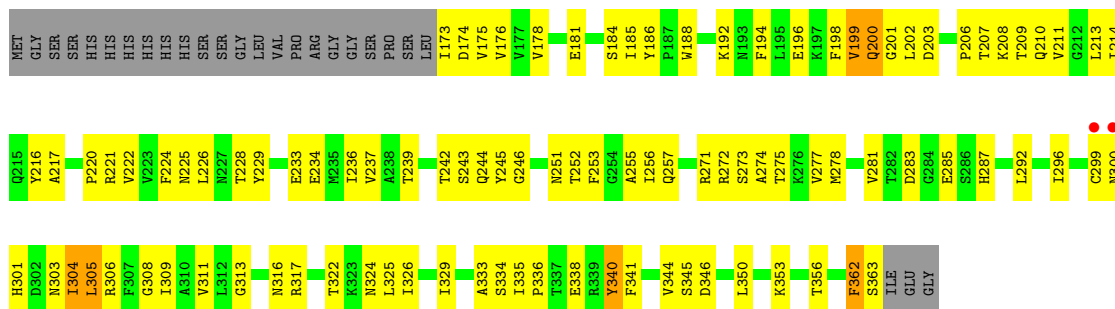 MET GLY SER SER HIS HIS HIS HIS HIS HIS SER SER GLY LEU VAL PRO ARG GLY GLY SER PRO SER LEU I173 D174 V175 V176 V177 V178 E181 S184 I185 Y186 P187 W188 K192 N193 F194 L195 E196 K197 F198 V199 Q200 G201 L202 D203 P206 T207 K208 T209 Q210 V211 G212 L213 I214
Q215 Y216 A217 P220 R221 V222 V223 F224 N225 L226 N227 T228 Y229 E233 E234 M235 I236 V237 A238 T239 T242 S243 Q244 Y245 G246 N251 T252 F253 G254 A255 I256 Q257 R271 R272 S273 A274 T275 K276 V277 M278 V281 T282 D283 G284 E285 S286 H287 L292 I296 C299 N300
H301 D302 N303 I304 L305 R306 F307 G308 I309 A310 V311 L312 G313 N316 R317 T322 K323 N324 L325 I326 I329 A333 S334 I335 P336 T337 E338 R339 Y340 F341 V344 S345 D346 L350 K353 T356 F362 S363 ILE GLU GLY